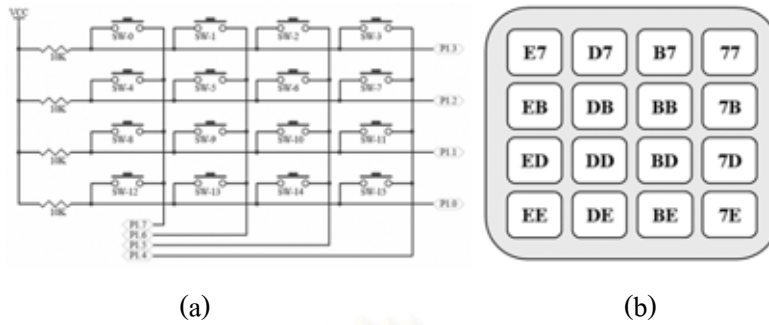 VCC
SW-0 SW-1 SW-2 SW-3
10K P1.3
SW-4 SW-5 SW-6 SW-7
10K P1.2
SW-8 SW-9 SW-10 SW-11
10K P1.1
SW-12 SW-13 SW-14 SW-15
10K P1.0
P1.7
P1.6
P1.5
P1.4
E7 D7 B7 77
EB DB BB 7B
ED DD BD 7D
EE DE BE 7E
(a) (b)